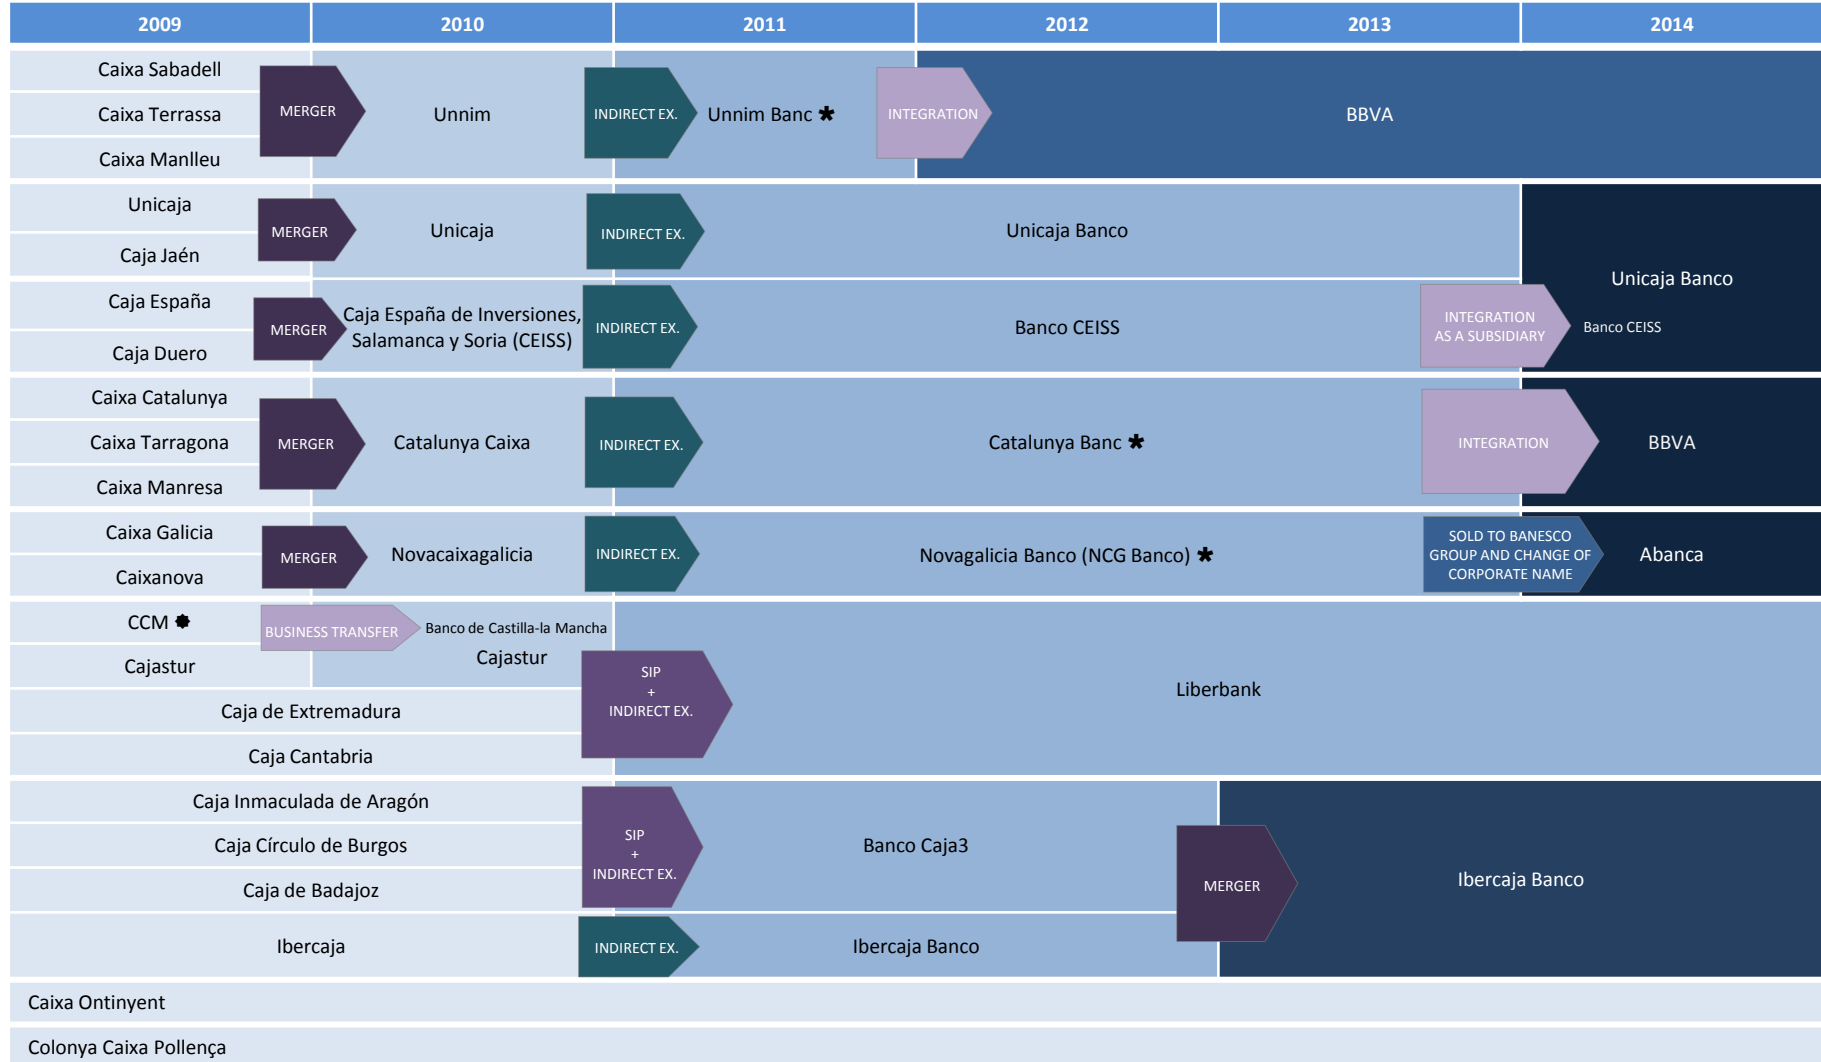 2009 2010 2011 2012 2013 2014
Caixa Sabadell
Caixa Terrassa
Caixa Manlleu
MERGER
Unnim
INDIRECT EX.
Unnim Banc *
INTEGRATION
BBVA
Unicaja
Caja Jaén
MERGER
Unicaja
INDIRECT EX.
Unicaja Banco
Caja España
Caja Duero
MERGER
Caja España de Inversiones,
Salamanca y Soria (CEISS)
INDIRECT EX.
Banco CEISS
INTEGRATION
AS A SUBSIDIARY
Unicaja Banco
Banco CEISS
Caixa Catalunya
Caixa Tarragona
Caixa Manresa
MERGER
Catalunya Caixa
INDIRECT EX.
Catalunya Banc *
INTEGRATION
BBVA
Caixa Galicia
Caixanova
MERGER
Novacaixagalicia
INDIRECT EX.
Novagalicia Banco (NCG Banco) *
SOLD TO BANESCO
GROUP AND CHANGE OF
CORPORATE NAME
Abanca
CCM
Cajastur
BUSINESS TRANSFER
Banco de Castilla-la Mancha
Cajastur
Caja de Extremadura
Caja Cantabria
SIP
+
INDIRECT EX.
Liberbank
Caja Inmaculada de Aragón
Caja Círculo de Burgos
Caja de Badajoz
SIP
+
INDIRECT EX.
Banco Caja3
Ibercaja
INDIRECT EX.
Ibercaja Banco
MERGER
Ibercaja Banco
Caixa Ontinyent
Colonya Caixa Pollença